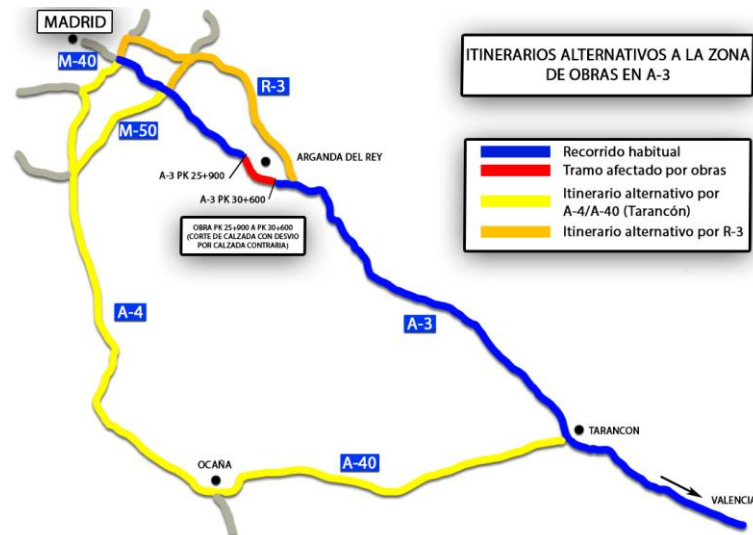 MADRID
M-40
M-50
R-3
ITINERARIOS ALTERNATIVOS A LA ZONA
DE OBRAS EN A-3
ARGANDA DEL REY
A-3 PK 25+900
A-3 PK 30+600
OBRA PK 25+900 A PK 30+600
(CORTE DE CALZADA CON DESVIO
POR CALZADA CONTRARIA)
Recorrido habitual
Tramo afectado por obras
Itinerario alternativo por
A-4/A-40 (Tarancón)
Itinerario alternativo por R-3
A-4
A-3
TARANCON
OCAÑA
A-40
VALENCIA